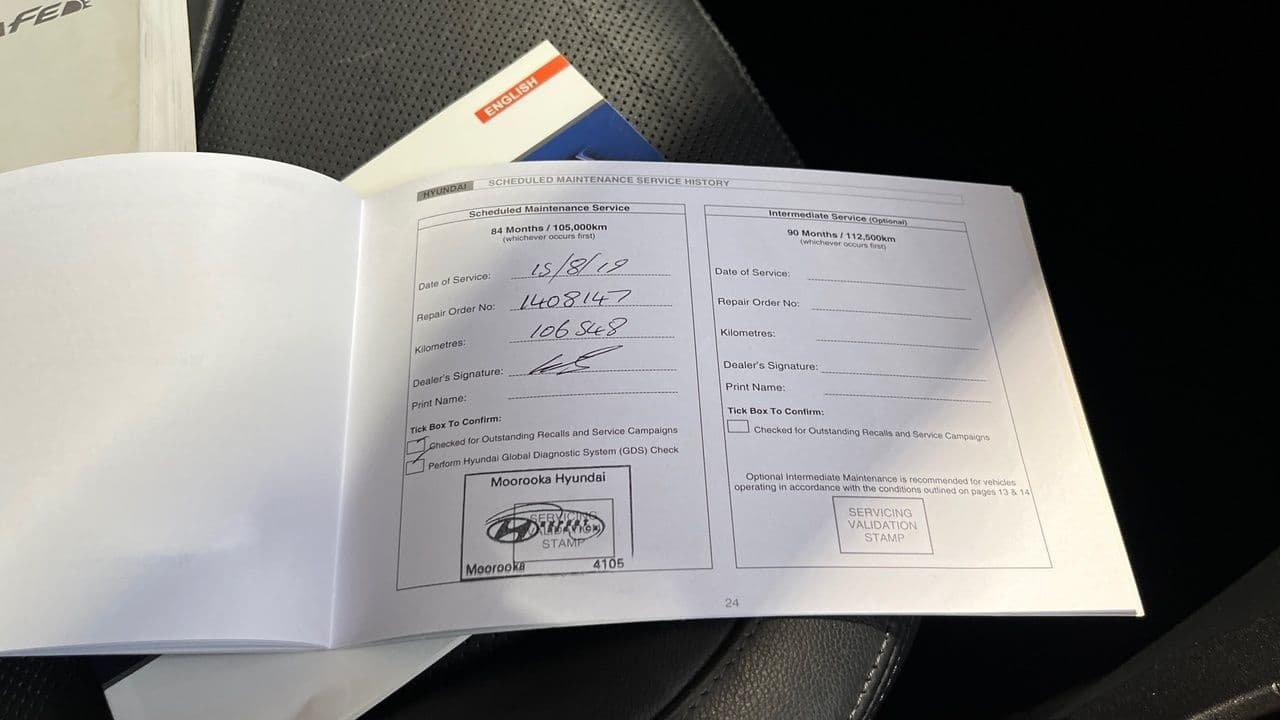 AFE
ENGLISH
HYUNDAI SCHEDULED MAINTENANCE SERVICE HISTORY
Scheduled Maintenance Service
84 Months / 105,000km
(whichever occurs first)
Date of Service: 15/8/19
Repair Order No: 1408147
Kilometres: 106 548
Dealer's Signature:
Print Name:
Tick Box To Confirm:
Checked for Outstanding Recalls and Service Campaigns
Perform Hyundai Global Diagnostic System (GDS) Check
Moorooka Hyundai
SERVICING
VALIDATION
STAMP
Moorooka 4105
Intermediate Service (Optional)
90 Months / 112,500km
(whichever occurs first)
Date of Service:
Repair Order No:
Kilometres:
Dealer's Signature:
Print Name:
Tick Box To Confirm:
Checked for Outstanding Recalls and Service Campaigns
Optional Intermediate Maintenance is recommended for vehicles
operating in accordance with the conditions outlined on pages 13 & 14
SERVICING
VALIDATION
STAMP
24